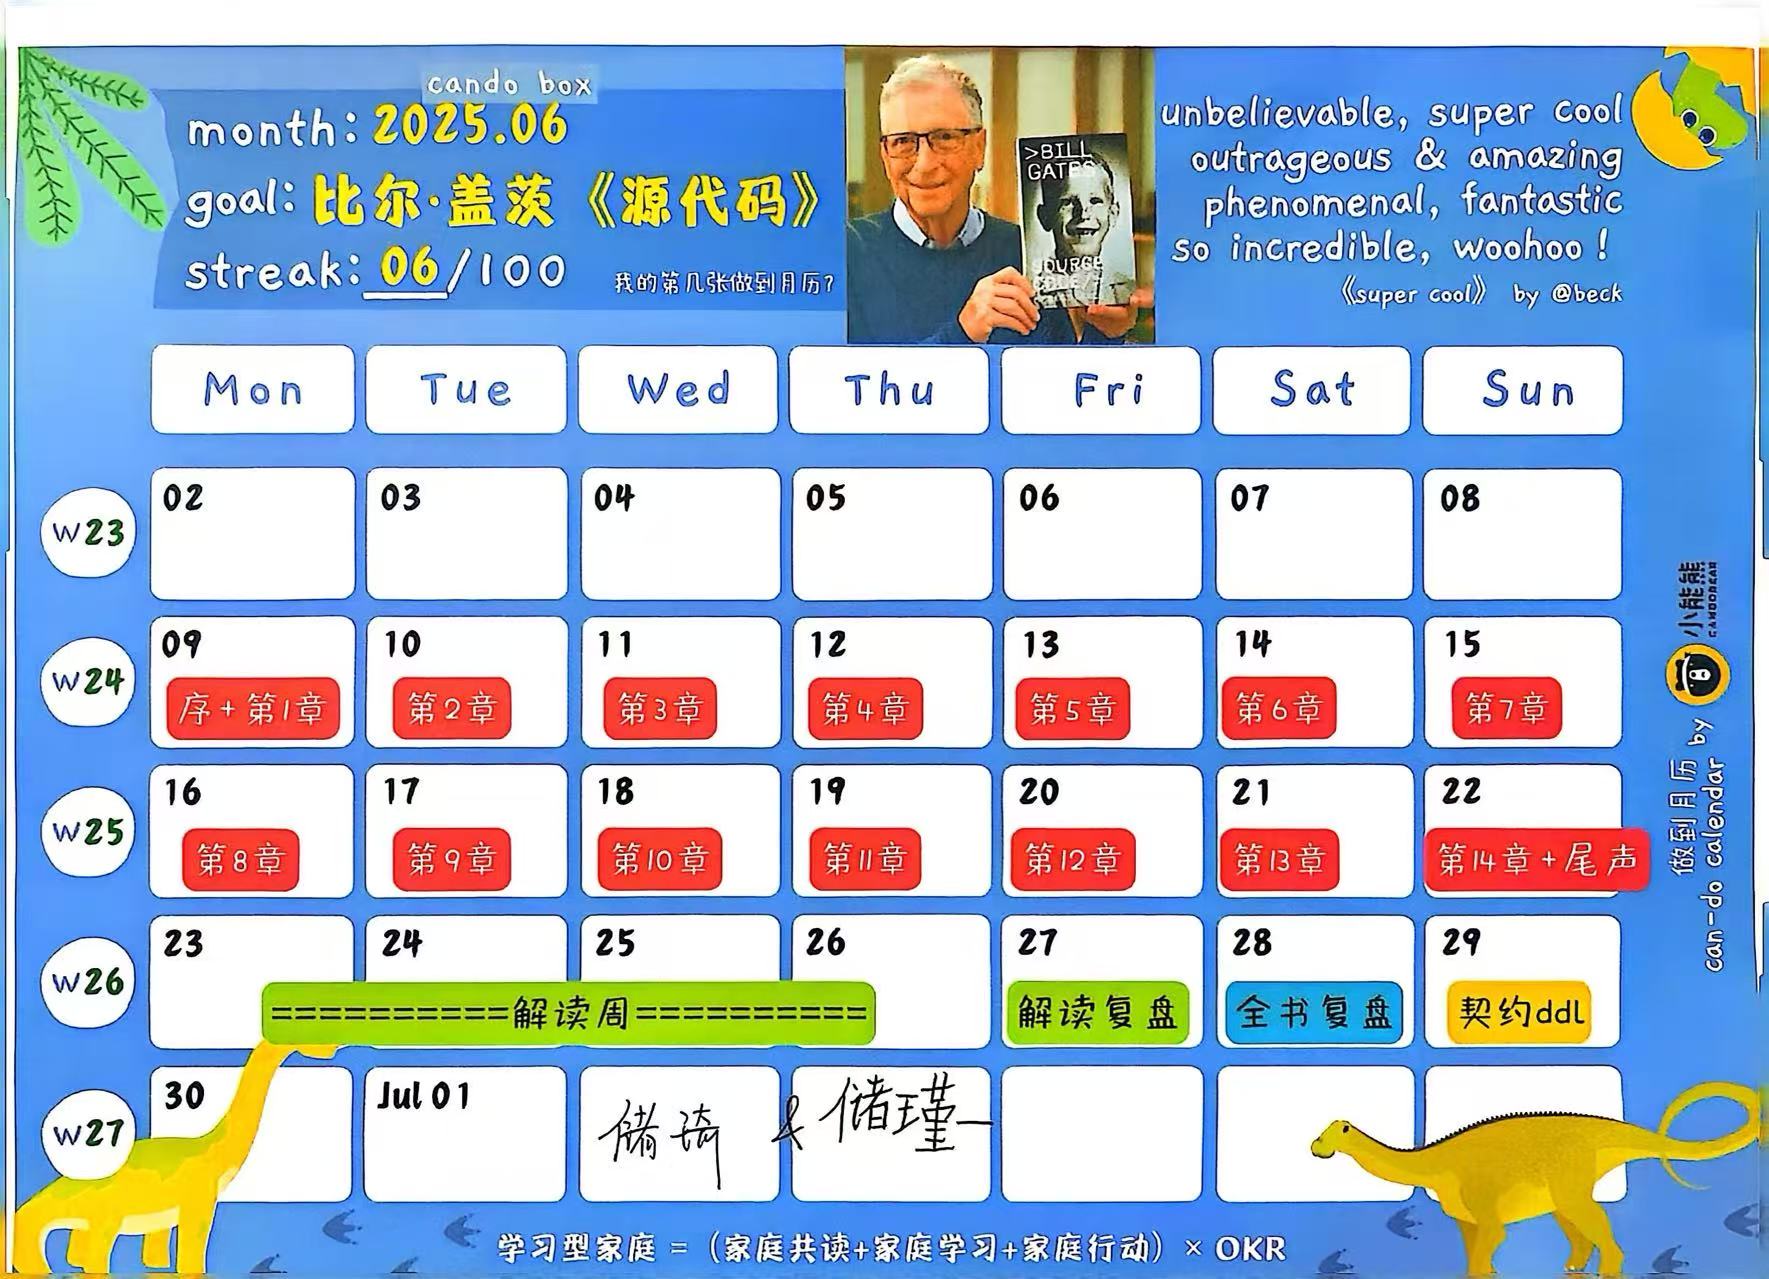 cando box
month: 2025.06
goal: 比尔·盖茨《源代码》
streak: 06/100
我的第几张做到月历?
>BILL
GATES
unbelievable, super cool
outrageous & amazing
phenomenal, fantastic
so incredible, woohoo !
《super cool》 by @beck
Mon Tue Wed Thu Fri Sat Sun
W23 02 03 04 05 06 07 08
W24 09 10 11 12 13 14 15
序+第1章 第2章 第3章 第4章 第5章 第6章 第7章
W25 16 17 18 19 20 21 22
第8章 第9章 第10章 第11章 第12章 第13章 第14章+尾声
W26 23 24 25 26 27 28 29
==========解读周========== 解读复盘 全书复盘 契约ddl
W27 30 Jul 01
储琦 & 储瑾一
学习型家庭 = (家庭共读+家庭学习+家庭行动) × OKR
做到月历 by 小熊熊
can-do calendar
CANDOBEAR